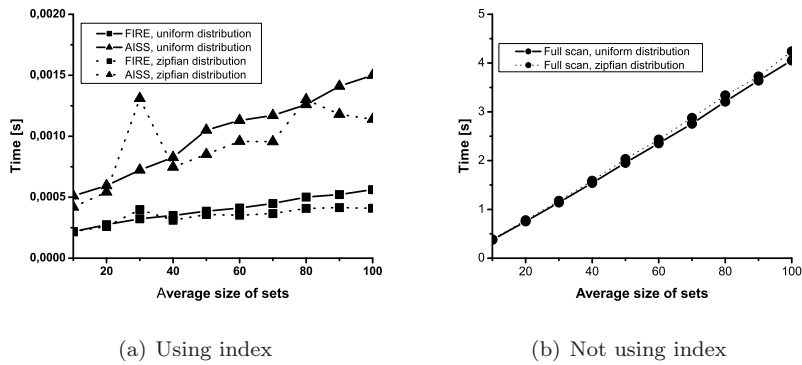 0,0020
0,0015
0,0010
0,0005
0,0000
Time [s]
FIRE, uniform distribution
AISS, uniform distribution
FIRE, zipfian distribution
AISS, zipfian distribution
20 40 60 80 100
Average size of sets
(a) Using index
5
4
3
2
1
0
Time [s]
Full scan, uniform distribution
Full scan, zipfian distribution
20 40 60 80 100
Average size of sets
(b) Not using index